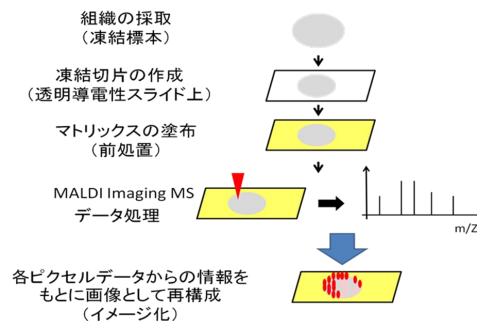 組織の採取
（凍結標本）
凍結切片の作成
（透明導電性スライド上）
マトリックスの塗布
（前処置）
MALDI Imaging MS
データ処理
m/Z
各ピクセルデータからの情報を
もとに画像として再構成
（イメージ化）